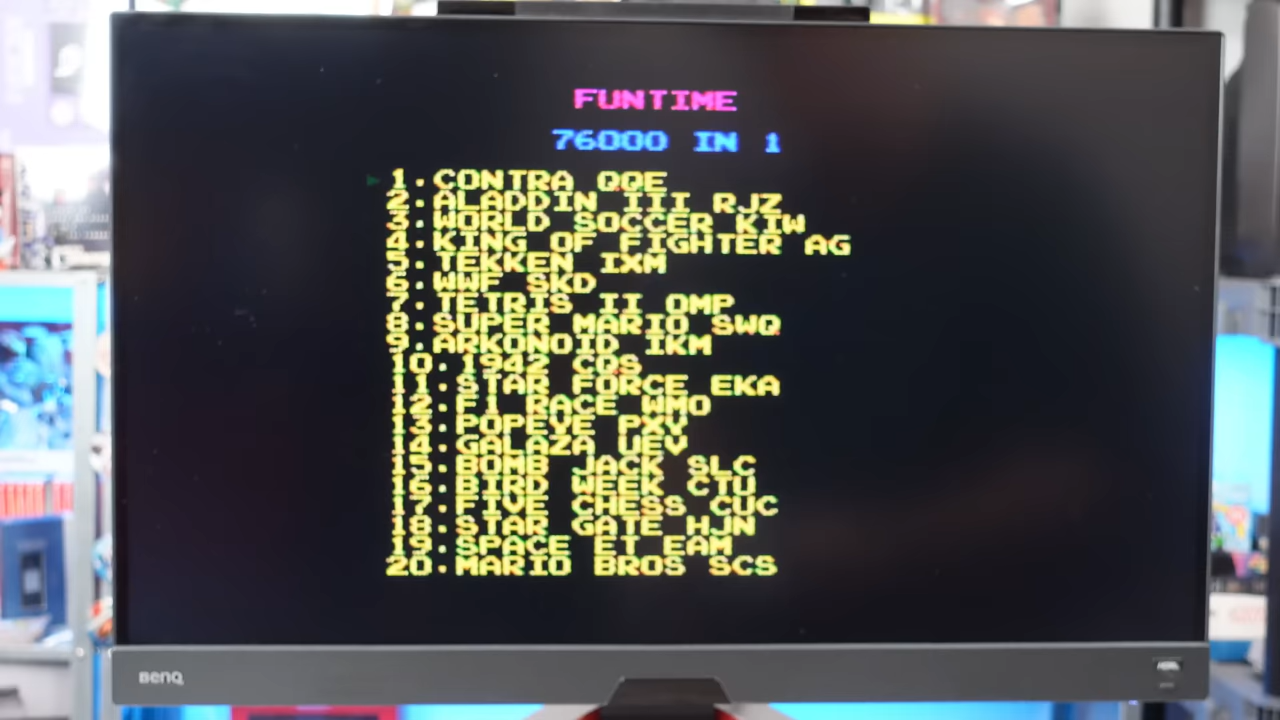 FUNTIME
76000 IN 1
1.CONTRA QQE
2.ALADDIN III RJZ
3.WORLD SOCCER KIW
4.KING OF FIGHTER AG
5.TEKKEN IXM
6.WWF SKD
7.TETRIS II OMP
8.SUPER MARIO SWQ
9.ARKONOID IKM
10.1942 CQS
11.STAR FORCE EKA
12.F1 RACE WMO
13.POPEYE PXV
14.GALAZA UEV
15.BOMB JACK SLC
16.BIRD WEEK CTU
17.FIVE CHESS CUC
18.STAR GATE HJN
19.SPACE ET EAM
20.MARIO BROS SCS
BenQ